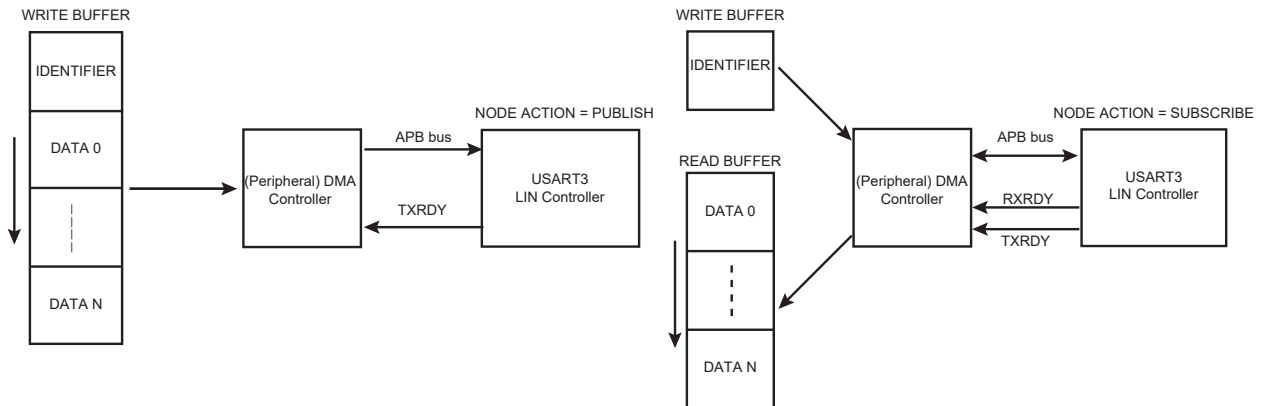 WRITE BUFFER
IDENTIFIER
DATA 0
DATA N
(Peripheral) DMA
Controller
APB bus
TXRDY
NODE ACTION = PUBLISH
USART3
LIN Controller
WRITE BUFFER
IDENTIFIER
READ BUFFER
DATA 0
DATA N
(Peripheral) DMA
Controller
APB bus
RXRDY
TXRDY
NODE ACTION = SUBSCRIBE
USART3
LIN Controller